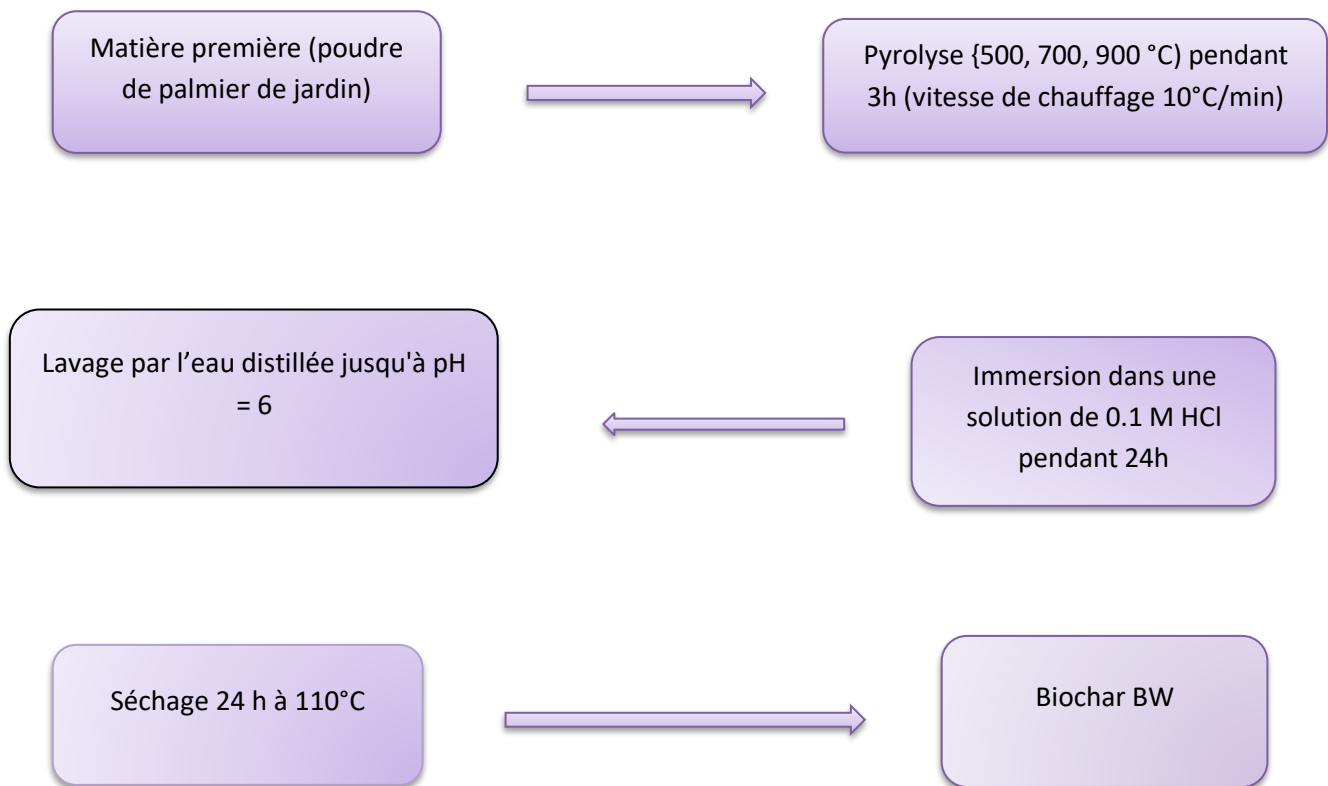 Matière première (poudre
de palmier de jardin)
Pyrolyse {500, 700, 900 °C) pendant
3h (vitesse de chauffage 10°C/min)
Immersion dans une
solution de 0.1 M HCl
pendant 24h
Lavage par l’eau distillée jusqu'à pH
= 6
Séchage 24 h à 110°C
Biochar BW